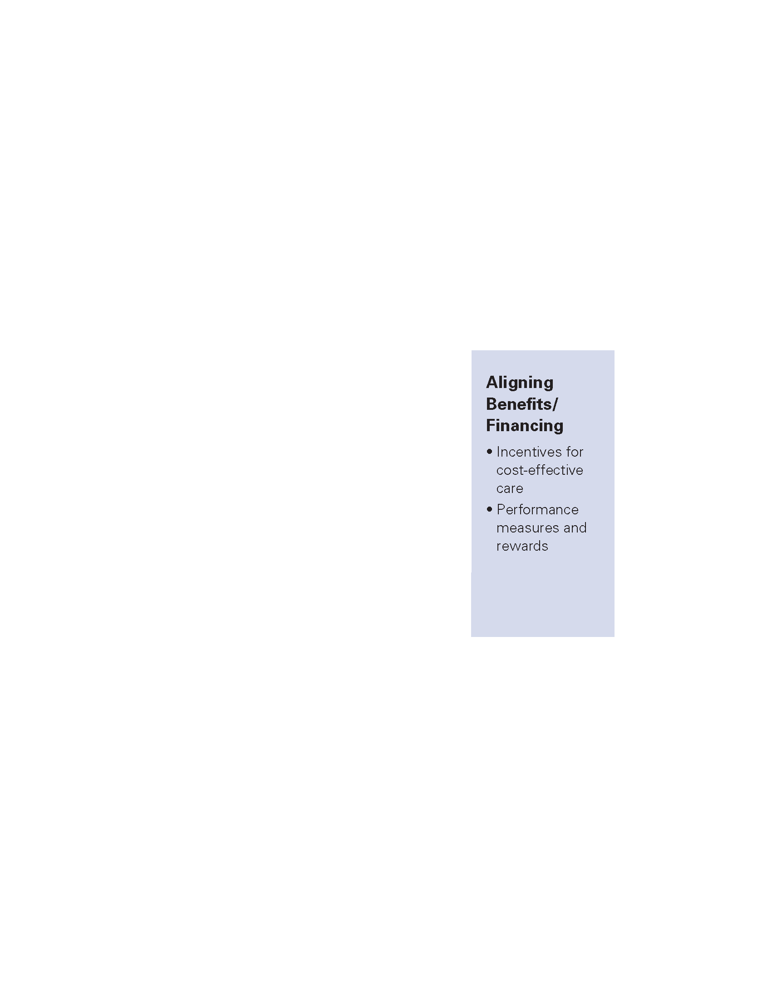 Aligning
Benefits/
Financing
• Incentives for
cost-effective
care
• Performance
measures and
rewards